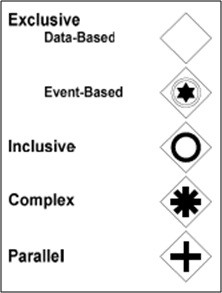 Exclusive
Data-Based
Event-Based
Inclusive
Complex
Parallel